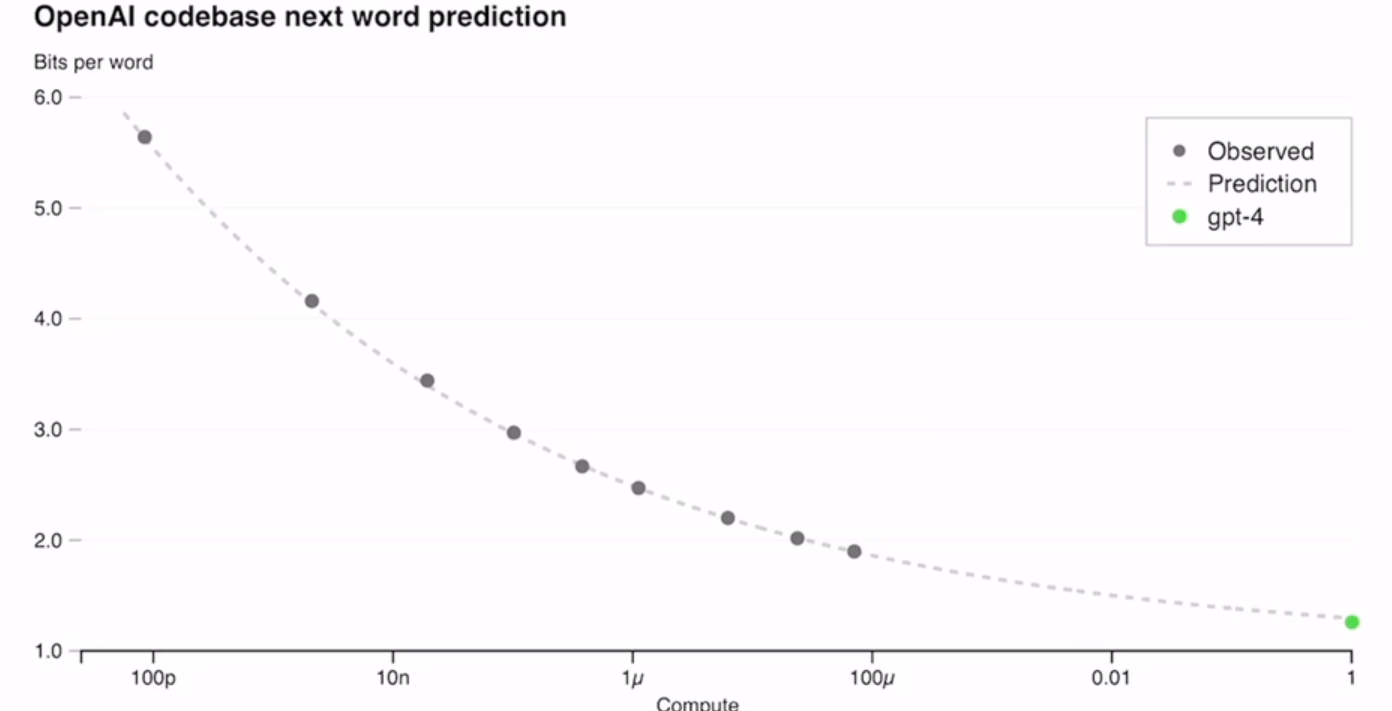 OpenAI codebase next word prediction
Bits per word
6.0
5.0
4.0
3.0
2.0
1.0
Observed
Prediction
gpt-4
100p 10n 1μ 100μ 0.01 1
Compute